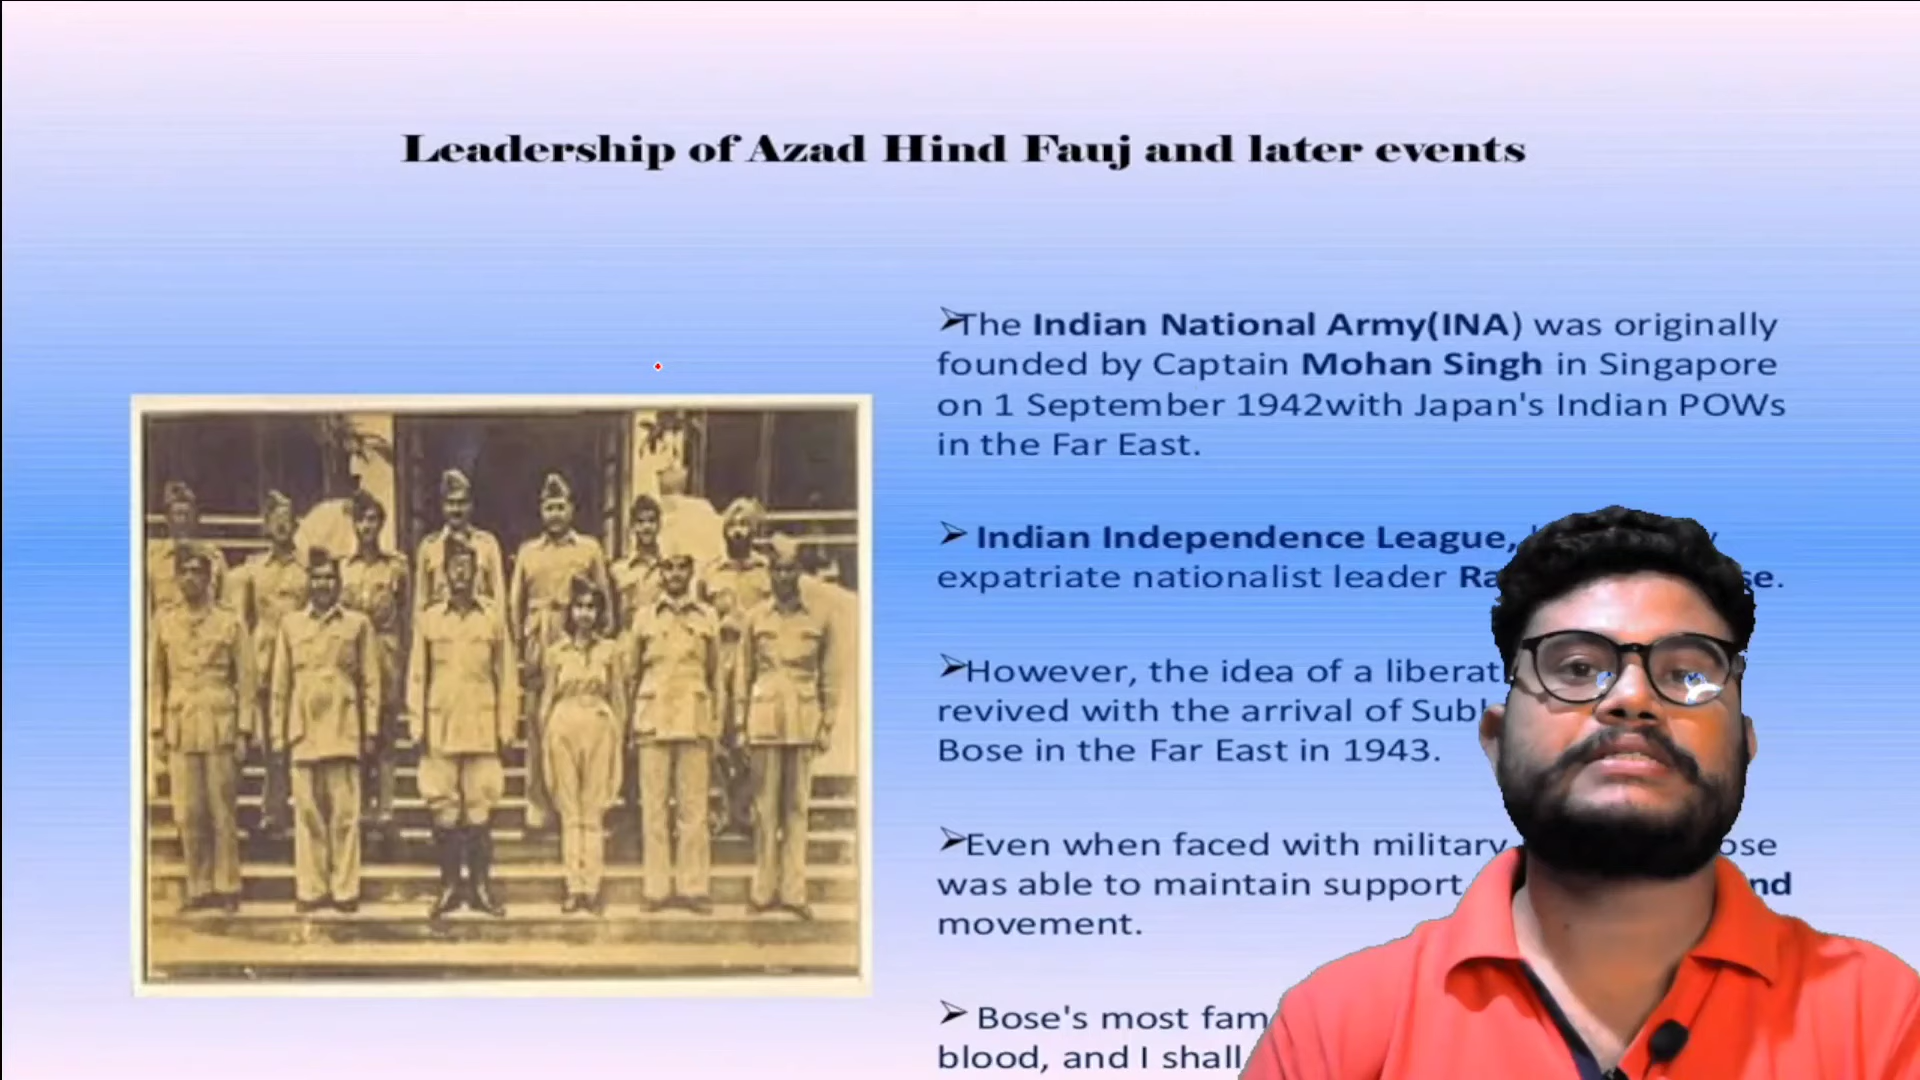 Leadership of Azad Hind Fauj and later events
➢The Indian National Army(INA) was originally
founded by Captain Mohan Singh in Singapore
on 1 September 1942with Japan's Indian POWs
in the Far East.
➢ Indian Independence League,
expatriate nationalist leader
➢However, the idea of a
revived with the arrival of
Bose in the Far East in 1943.
➢Even when faced with military
was able to maintain support
movement.
➢ Bose's most
blood, and I shall